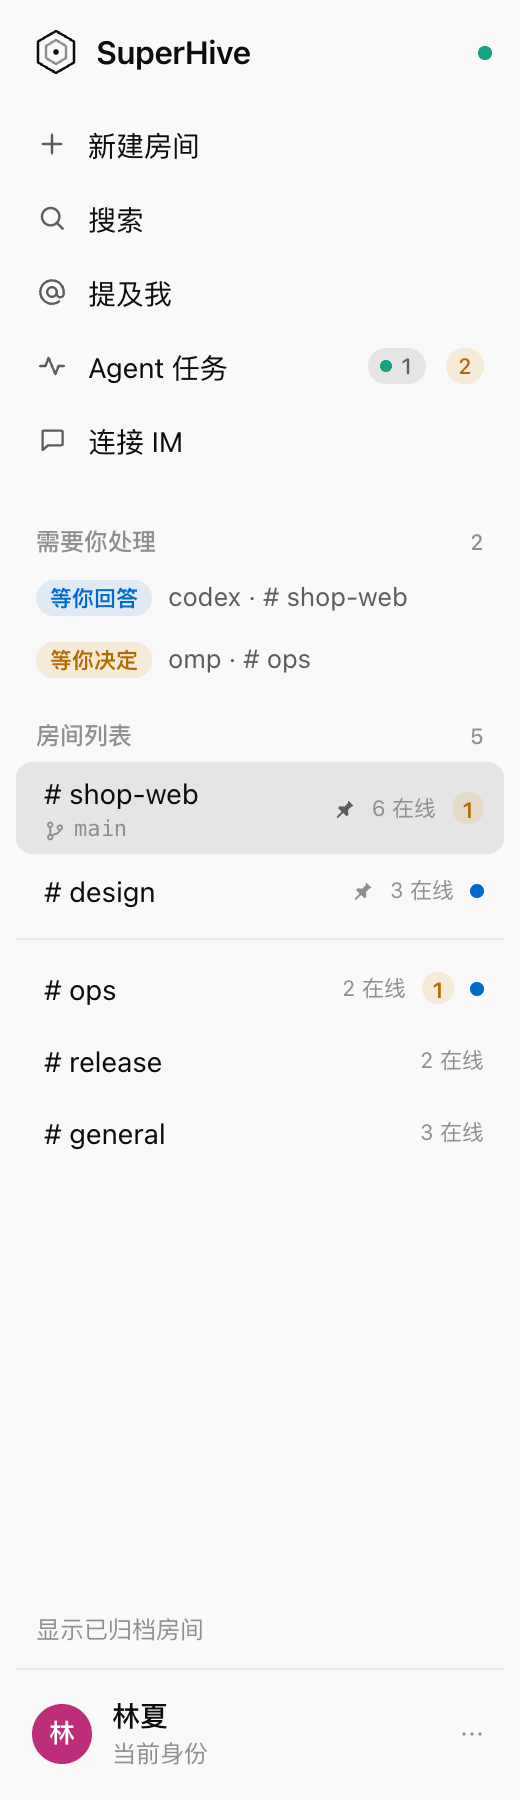 SuperHive
新建房间
搜索
提及我
Agent 任务 1 2
连接 IM
需要你处理 2
等你回答 codex · # shop-web
等你决定 omp · # ops
房间列表 5
# shop-web 6 在线 1
main
# design 3 在线
# ops 2 在线 1
# release 2 在线
# general 3 在线
显示已归档房间
林 林夏
当前身份